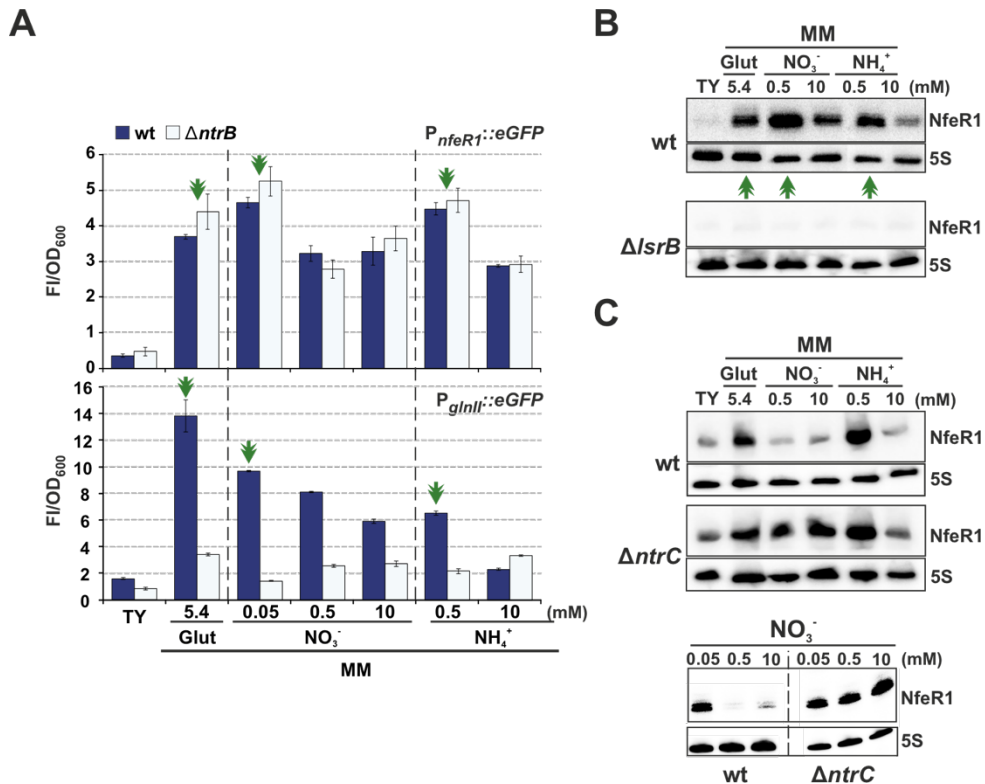 A
wt ΔntrB
P nfeR1::eGFP
6
5
4
3
2
1
0
FI/OD600
P glnII::eGFP
16
14
12
10
8
6
4
2
0
FI/OD600
TY 5.4 0.05 0.5 10 0.5 10 (mM)
Glut NO3- NH4+
MM
B
MM
Glut NO3- NH4+
TY 5.4 0.5 10 0.5 10 (mM)
wt NfeR1
5S
ΔlsrB NfeR1
5S
C
MM
Glut NO3- NH4+
TY 5.4 0.5 10 0.5 10 (mM)
wt NfeR1
5S
ΔntrC NfeR1
5S
NO3-
0.05 0.5 10 0.05 0.5 10 (mM)
NfeR1
5S
wt ΔntrC